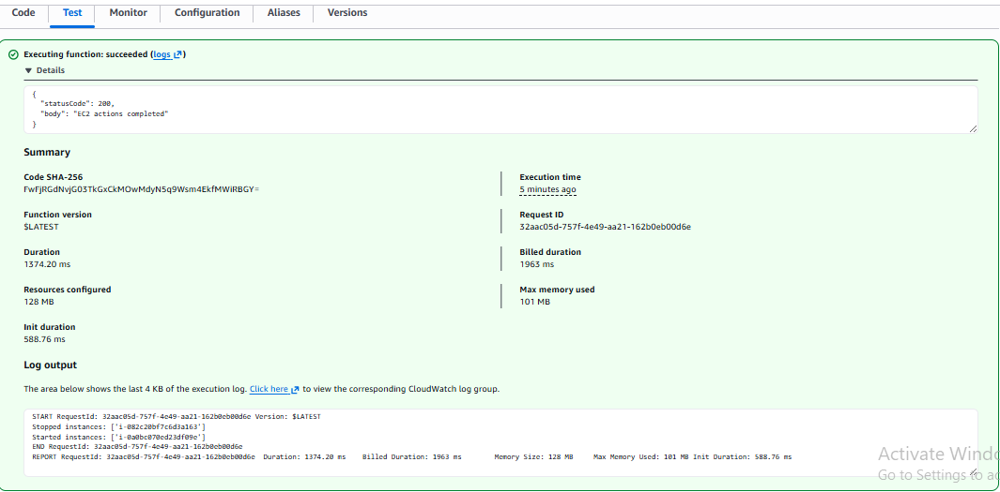 Code Test Monitor Configuration Aliases Versions
Executing function: succeeded (logs)
Details
{
"statusCode": 200,
"body": "EC2 actions completed"
}
Summary
Code SHA-256
FwFjRGdNvjG03TkGxCkMOwMdyN5q9Wsm4EkfMWiRBGY=
Execution time
5 minutes ago
Function version
$LATEST
Request ID
32aac05d-757f-4e49-aa21-162b0eb00d6e
Duration
1374.20 ms
Billed duration
1963 ms
Resources configured
128 MB
Max memory used
101 MB
Init duration
588.76 ms
Log output
The area below shows the last 4 KB of the execution log. Click here to view the corresponding CloudWatch log group.
START RequestId: 32aac05d-757f-4e49-aa21-162b0eb00d6e Version: $LATEST
Stopped instances: ['i-082c20bf7c6d3a163']
Started instances: ['i-0a0bc070ed23df09e']
END RequestId: 32aac05d-757f-4e49-aa21-162b0eb00d6e
REPORT RequestId: 32aac05d-757f-4e49-aa21-162b0eb00d6e Duration: 1374.20 ms Billed Duration: 1963 ms Memory Size: 128 MB Max Memory Used: 101 MB Init Duration: 588.76 ms
Activate Windo
Go to Settings to ac